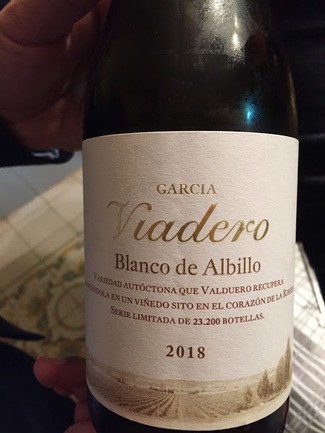 GARCIA
Viadero
Blanco de Albillo
VARIEDAD AUTÓCTONA QUE VALDUERO RECUPERA
EN UN VIÑEDO SITO EN EL CORAZÓN DE LA
SERIE LIMITADA DE 23.200 BOTELLAS.
2018